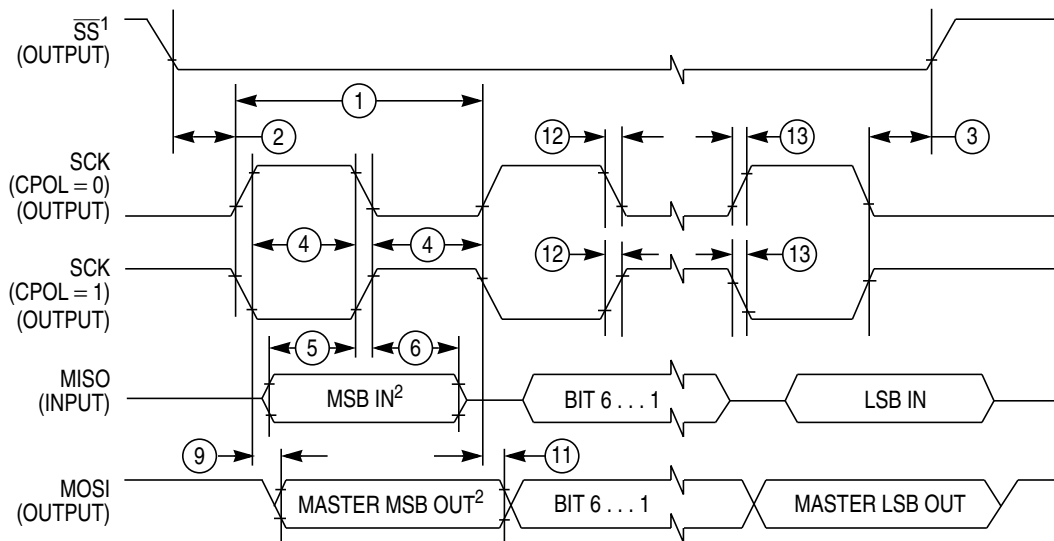 SS¹
(OUTPUT)
1
2
12
13
3
SCK
(CPOL = 0)
(OUTPUT)
4
4
SCK
(CPOL = 1)
(OUTPUT)
12
13
5
6
MISO
(INPUT)
MSB IN²
BIT 6 . . . 1
LSB IN
9
11
MOSI
(OUTPUT)
MASTER MSB OUT²
BIT 6 . . . 1
MASTER LSB OUT